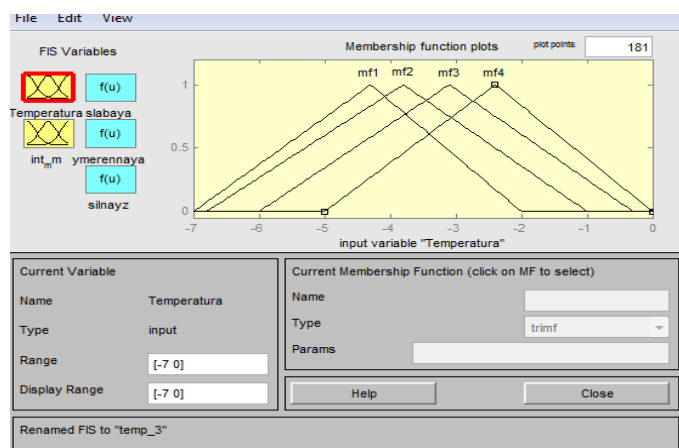 File Edit View
FIS Variables
f(u)
Temperatura slabaya
f(u)
int_m m ymerennaya
f(u)
silnayz
Membership function plots
plot points:
181
mf1 mf2 mf3 mf4
1
0.5
0
-7 -6 -5 -4 -3 -2 -1 0
input variable "Temperatura"
Current Variable
Name Temperatura
Type input
Range [-7 0]
Display Range [-7 0]
Current Membership Function (click on MF to select)
Name
Type trimf
Params
Help Close
Renamed FIS to "temp_3"